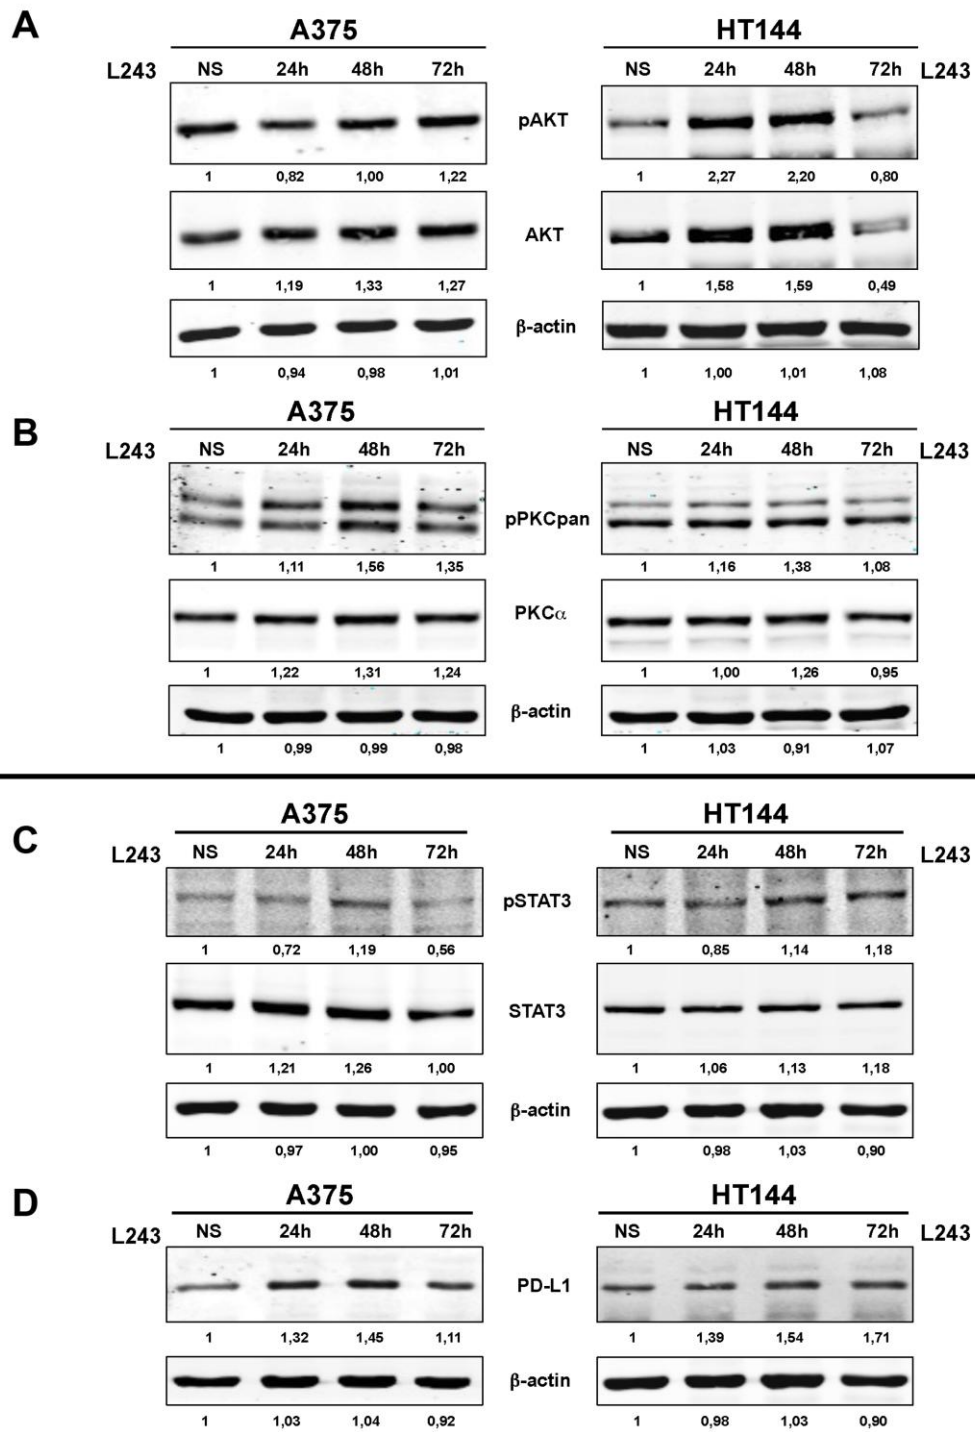 A
A375 HT144
L243 NS 24h 48h 72h NS 24h 48h 72h L243
pAKT
1 0,82 1,00 1,22 1 2,27 2,20 0,80
AKT
1 1,19 1,33 1,27 1 1,58 1,59 0,49
β-actin
1 0,94 0,98 1,01 1 1,00 1,01 1,08
B
A375 HT144
L243 NS 24h 48h 72h NS 24h 48h 72h L243
pPKCpan
1 1,11 1,56 1,35 1 1,16 1,38 1,08
PKCα
1 1,22 1,31 1,24 1 1,00 1,26 0,95
β-actin
1 0,99 0,99 0,98 1 1,03 0,91 1,07
C
A375 HT144
L243 NS 24h 48h 72h NS 24h 48h 72h L243
pSTAT3
1 0,72 1,19 0,56 1 0,85 1,14 1,18
STAT3
1 1,21 1,26 1,00 1 1,06 1,13 1,18
β-actin
1 0,97 1,00 0,95 1 0,98 1,03 0,90
D
A375 HT144
L243 NS 24h 48h 72h NS 24h 48h 72h L243
PD-L1
1 1,32 1,45 1,11 1 1,39 1,54 1,71
β-actin
1 1,03 1,04 0,92 1 0,98 1,03 0,90